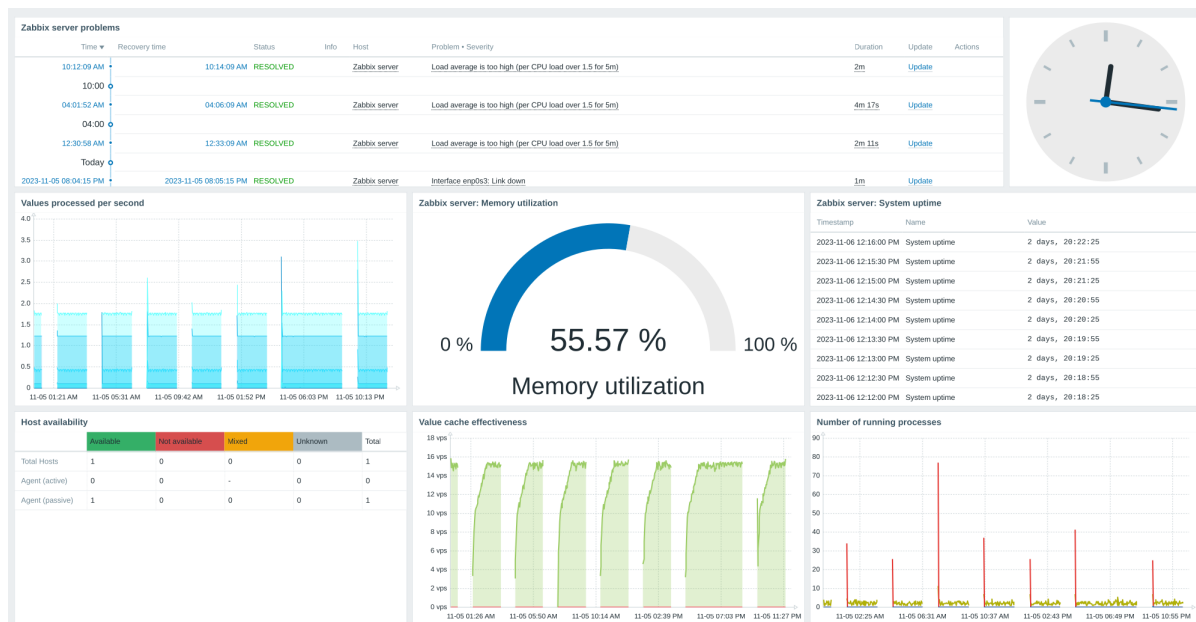 Zabbix server problems
Time ▼ Recovery time Status Info Host Problem • Severity Duration Update Actions
10:12:09 AM 10:14:09 AM RESOLVED Zabbix server Load average is too high (per CPU load over 1.5 for 5m) 2m Update
10:00
04:01:52 AM 04:06:09 AM RESOLVED Zabbix server Load average is too high (per CPU load over 1.5 for 5m) 4m 17s Update
04:00
12:30:58 AM 12:33:09 AM RESOLVED Zabbix server Load average is too high (per CPU load over 1.5 for 5m) 2m 11s Update
Today
2023-11-05 08:04:15 PM 2023-11-05 08:05:15 PM RESOLVED Zabbix server Interface enp0s3: Link down 1m Update
Values processed per second
4.0
3.5
3.0
2.5
2.0
1.5
1.0
0.5
0
11-05 01:21 AM 11-05 05:31 AM 11-05 09:42 AM 11-05 01:52 PM 11-05 06:03 PM 11-05 10:13 PM
Zabbix server: Memory utilization
0 % 55.57 % 100 %
Memory utilization
Zabbix server: System uptime
Timestamp Name Value
2023-11-06 12:16:00 PM System uptime 2 days, 20:22:25
2023-11-06 12:15:30 PM System uptime 2 days, 20:21:55
2023-11-06 12:15:00 PM System uptime 2 days, 20:21:25
2023-11-06 12:14:30 PM System uptime 2 days, 20:20:55
2023-11-06 12:14:00 PM System uptime 2 days, 20:20:25
2023-11-06 12:13:30 PM System uptime 2 days, 20:19:55
2023-11-06 12:13:00 PM System uptime 2 days, 20:19:25
2023-11-06 12:12:30 PM System uptime 2 days, 20:18:55
2023-11-06 12:12:00 PM System uptime 2 days, 20:18:25
Host availability
Available Not available Mixed Unknown Total
Total Hosts 1 0 0 0 1
Agent (active) 0 0 - 0 0
Agent (passive) 1 0 0 0 1
Value cache effectiveness
18 vps
16 vps
14 vps
12 vps
10 vps
8 vps
6 vps
4 vps
2 vps
0 vps
11-05 01:26 AM 11-05 05:50 AM 11-05 10:14 AM 11-05 02:39 PM 11-05 07:03 PM 11-05 11:27 PM
Number of running processes
90
80
70
60
50
40
30
20
10
0
11-05 02:25 AM 11-05 06:31 AM 11-05 10:37 AM 11-05 02:43 PM 11-05 06:49 PM 11-05 10:55 PM